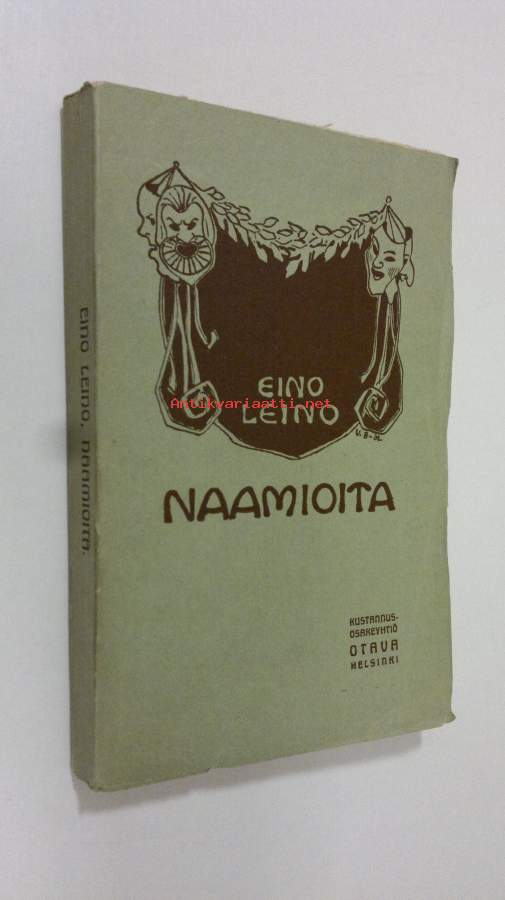 EINO
LEINO
Antikvariaatti.net
V. B-M.
NAAMIOITA
KUSTANNUS-
OSAKEYHTIÖ
OTAVA
HELSINKI
EINO LEINO, NAAMIOITA.